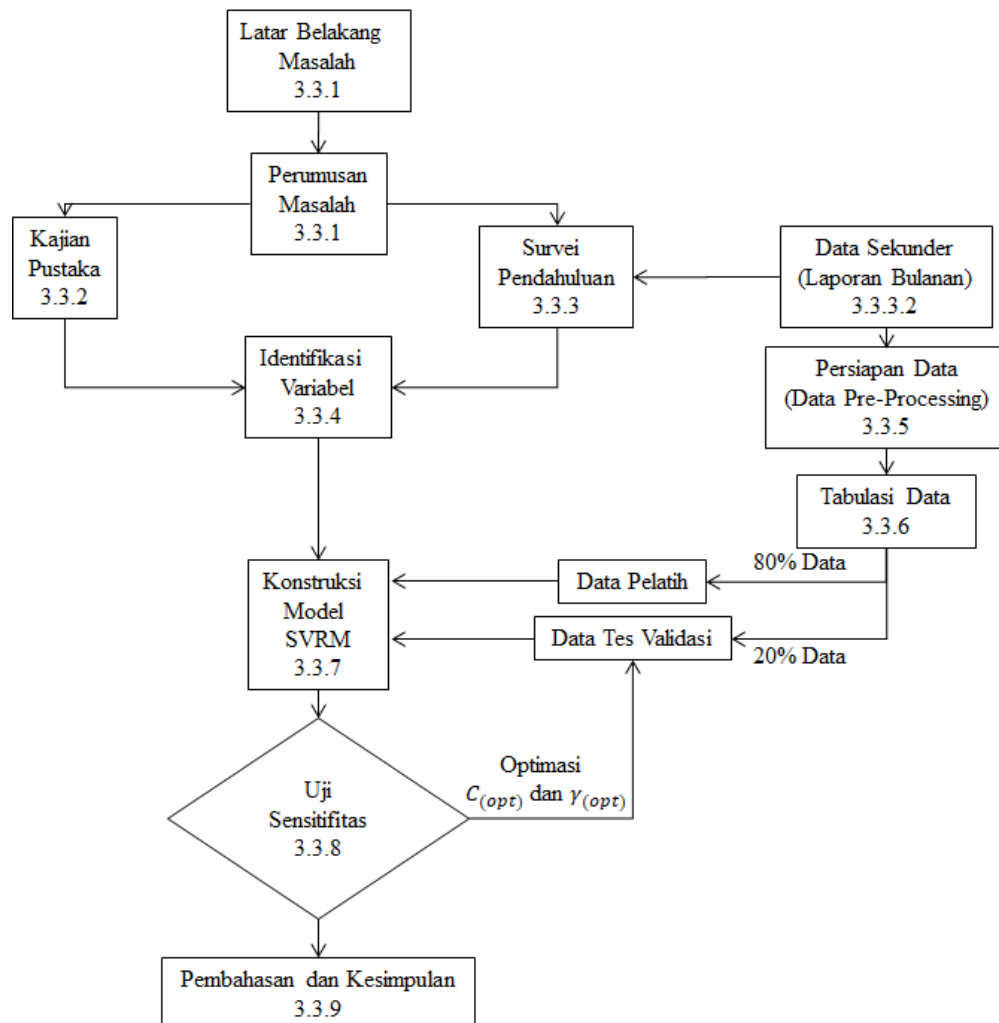 Latar Belakang
Masalah
3.3.1
Perumusan
Masalah
3.3.1
Kajian
Pustaka
3.3.2
Survei
Pendahuluan
3.3.3
Data Sekunder
(Laporan Bulanan)
3.3.3.2
Identifikasi
Variabel
3.3.4
Persiapan Data
(Data Pre-Processing)
3.3.5
Tabulasi Data
3.3.6
80% Data
Data Pelatih
Konstruksi
Model
SVRM
3.3.7
Data Tes Validasi
20% Data
Optimasi
C(opt) dan γ(opt)
Uji
Sensitifitas
3.3.8
Pembahasan dan Kesimpulan
3.3.9